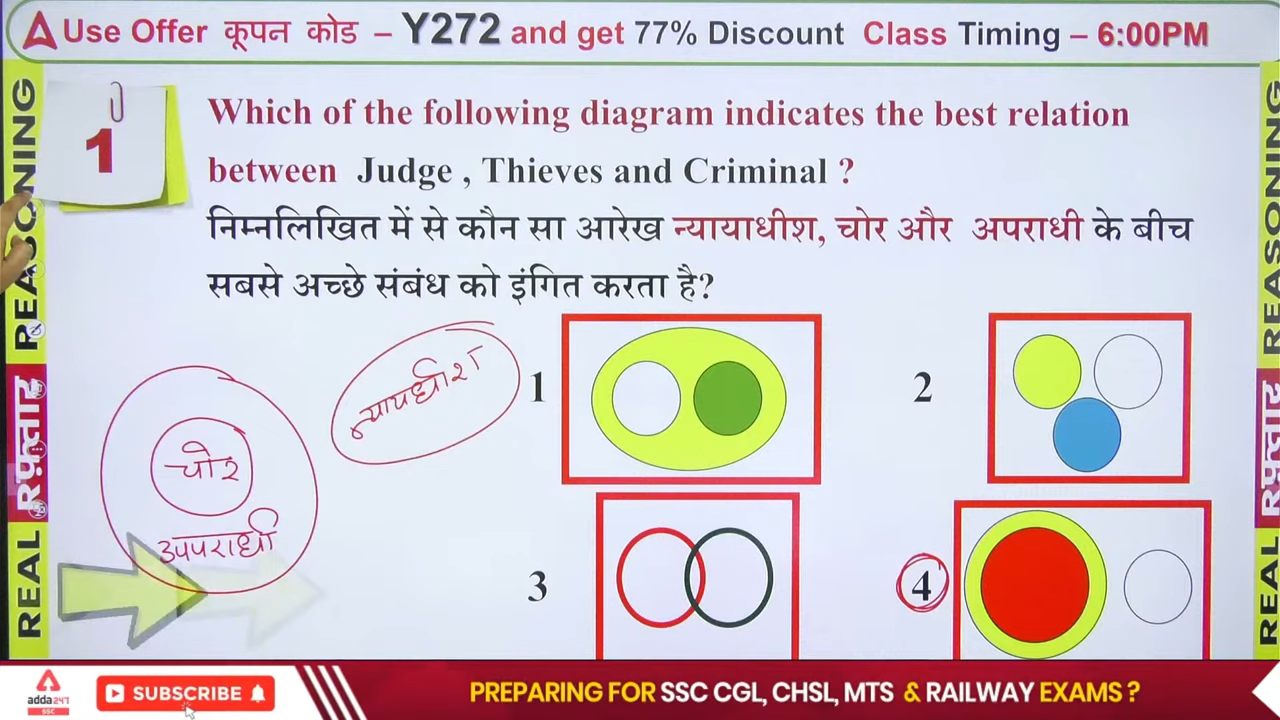 Use Offer कूपन कोड – Y272 and get 77% Discount Class Timing – 6:00PM
REAL रफ़्तार REASONING
1
Which of the following diagram indicates the best relation
between Judge , Thieves and Criminal ?
निम्नलिखित में से कौन सा आरेख न्यायाधीश, चोर और अपराधी के बीच
सबसे अच्छे संबंध को इंगित करता है?
न्यायधीश
चोर
अपराधी
1
2
3
4
REAL रफ़्तार REASONING
adda247
SSC
SUBSCRIBE
PREPARING FOR SSC CGL, CHSL, MTS & RAILWAY EXAMS ?